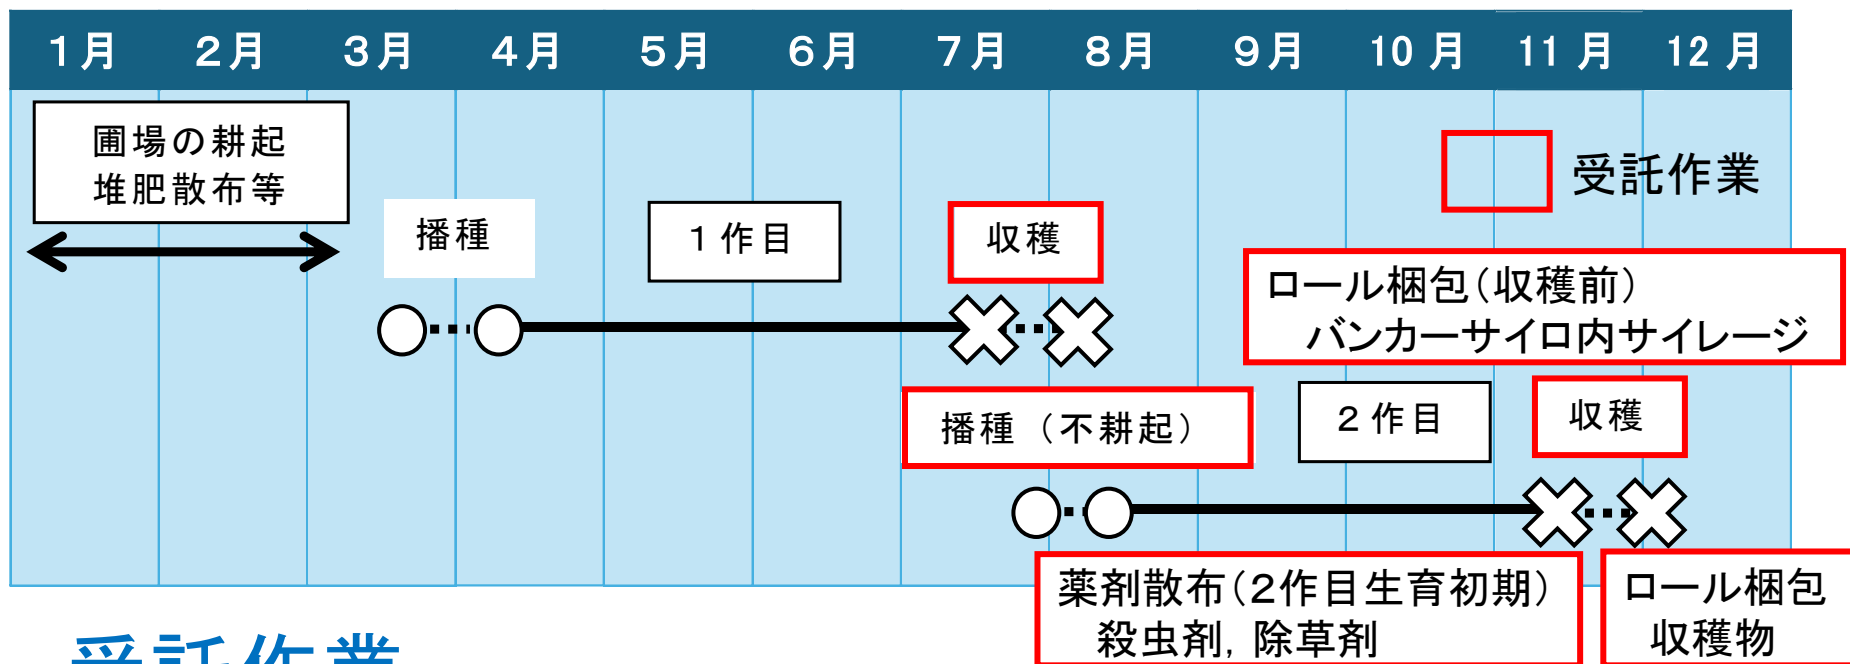 1月 2月 3月 4月 5月 6月 7月 8月 9月 10月 11月 12月
圃場の耕起
堆肥散布等
受託作業
播種
1作目
収穫
ロール梱包(収穫前)
バンカーサイロ内サイレージ
播種(不耕起)
2作目
収穫
薬剤散布(2作目生育初期)
殺虫剤,除草剤
ロール梱包
収穫物
受託作業